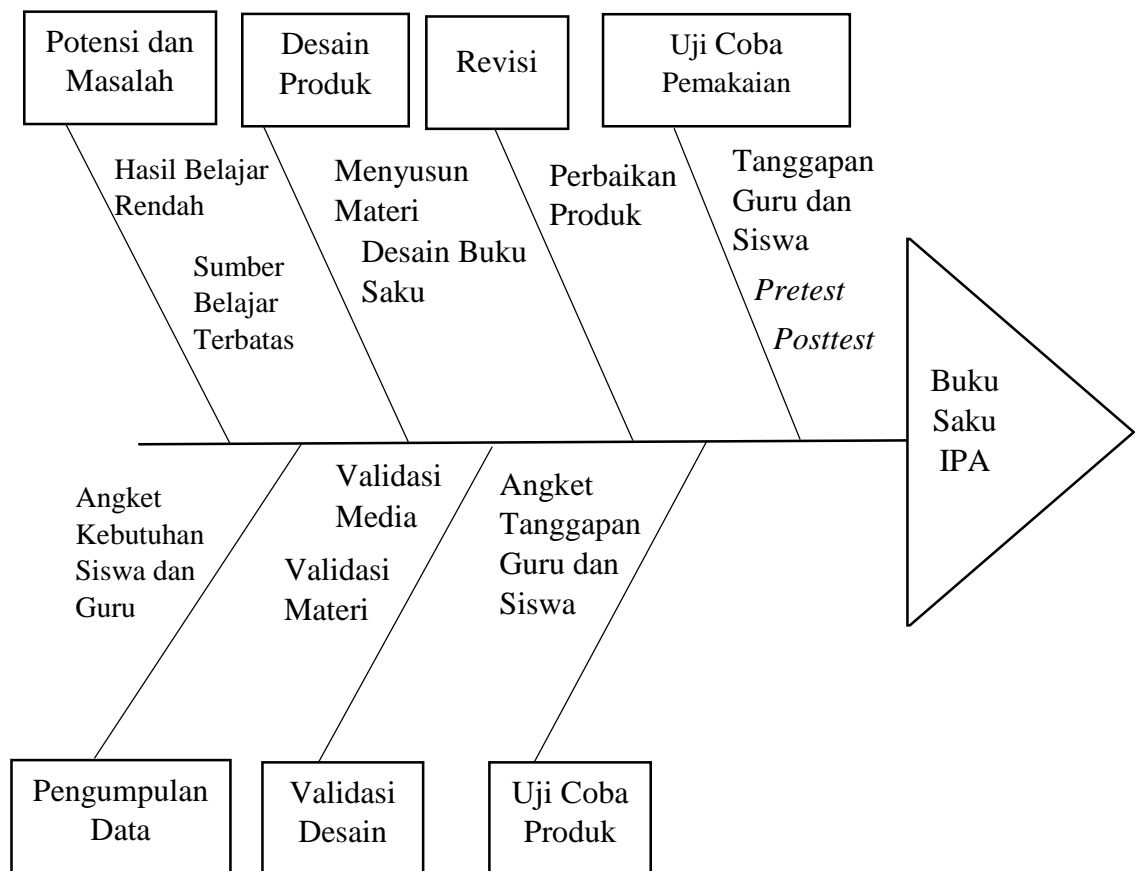 Potensi dan
Masalah
Desain
Produk
Revisi
Uji Coba
Pemakaian
Hasil Belajar
Rendah
Sumber
Belajar
Terbatas
Menyusun
Materi
Desain Buku
Saku
Perbaikan
Produk
Tanggapan
Guru dan
Siswa
Pretest
Posttest
Buku
Saku
IPA
Angket
Kebutuhan
Siswa dan
Guru
Validasi
Media
Validasi
Materi
Angket
Tanggapan
Guru dan
Siswa
Pengumpulan
Data
Validasi
Desain
Uji Coba
Produk